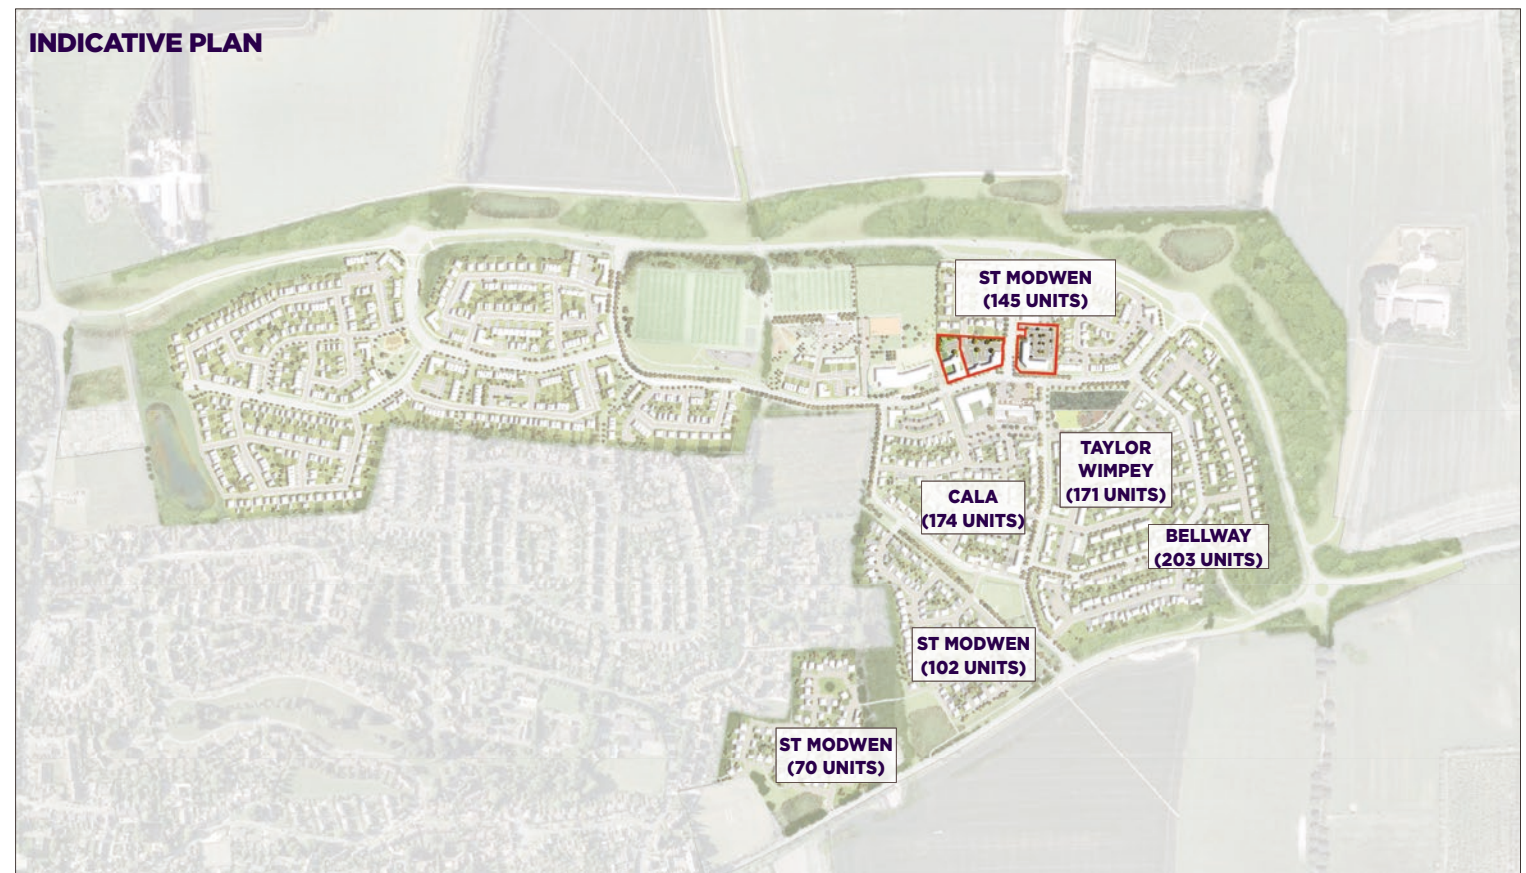 INDICATIVE PLAN
ST MODWEN
(145 UNITS)
TAYLOR
WIMPEY
(171 UNITS)
CALA
(174 UNITS)
BELLWAY
(203 UNITS)
ST MODWEN
(102 UNITS)
ST MODWEN
(70 UNITS)